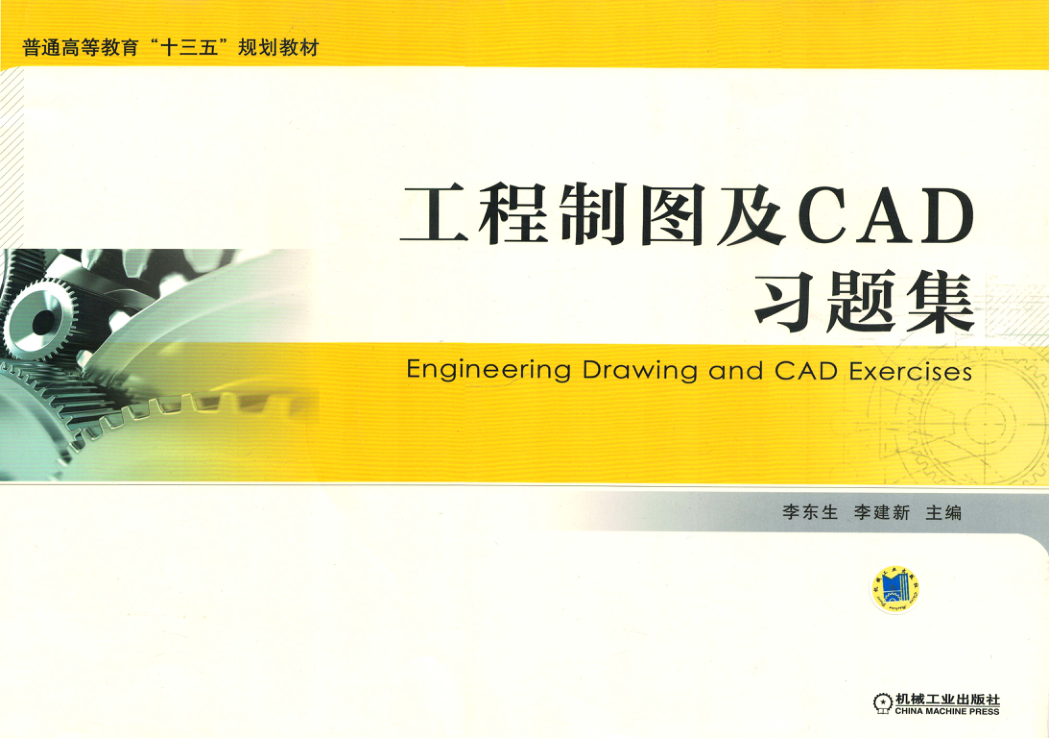 普通高等教育“十三五”规划教材
工程制图及CAD
习题集
Engineering Drawing and CAD Exercises
李东生 李建新 主编
机械工业出版社
CHINA MACHINE PRESS